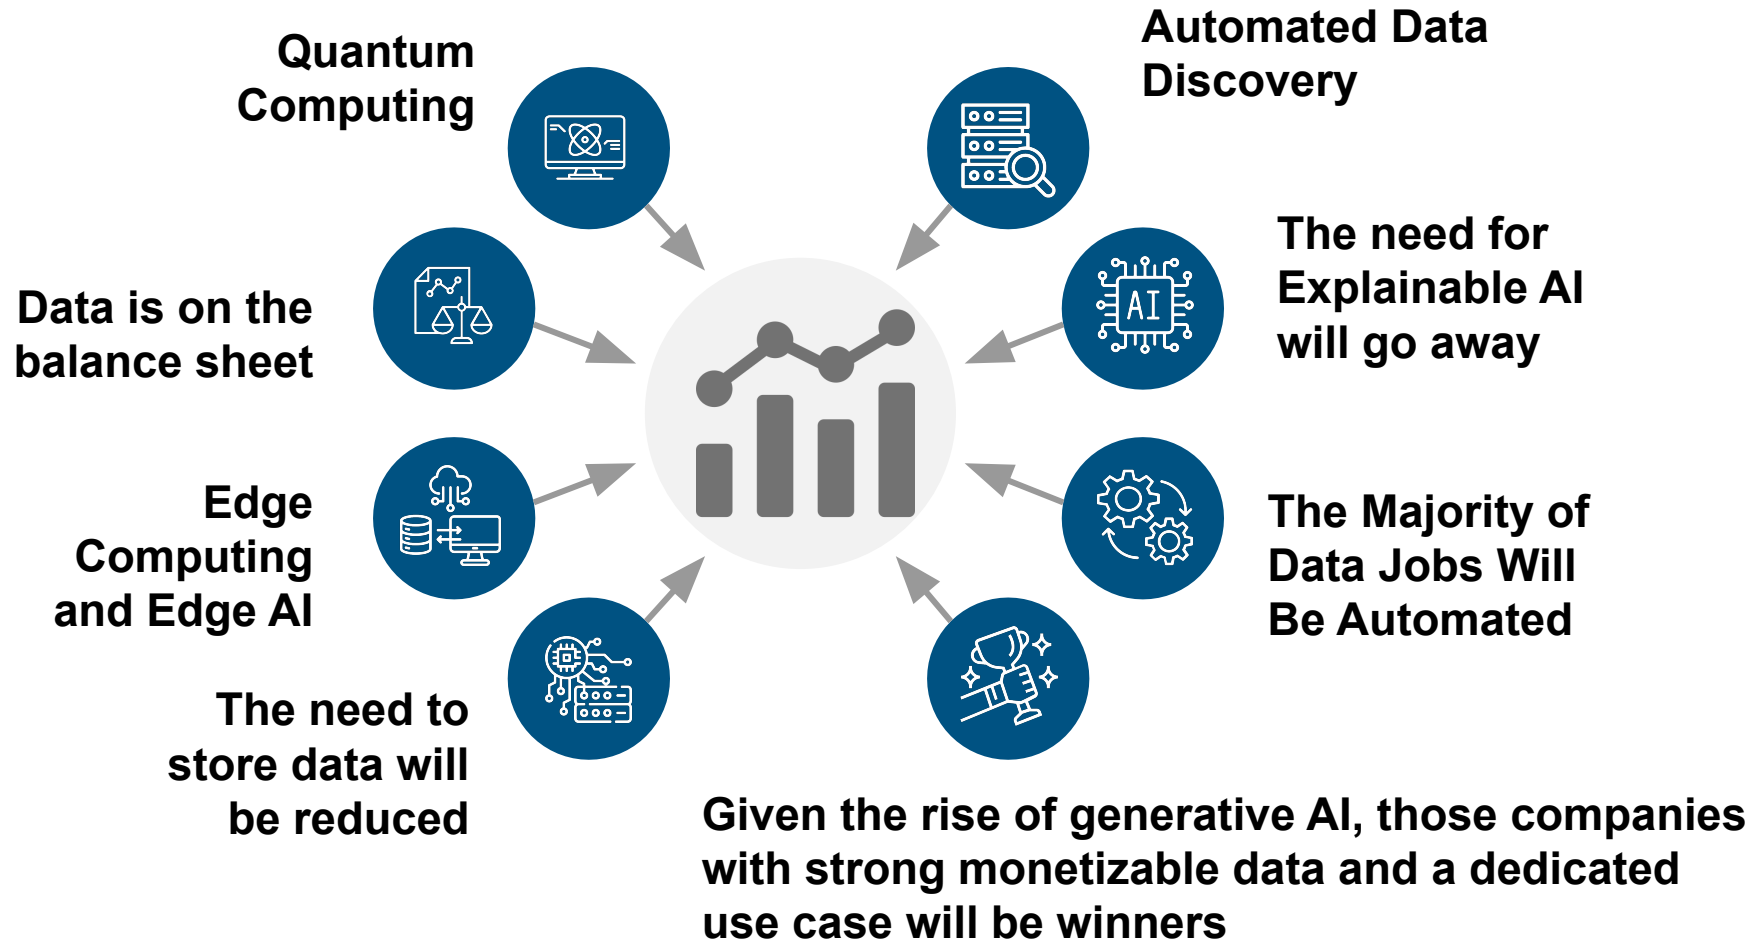 Quantum
Computing
Automated Data
Discovery
Data is on the
balance sheet
The need for
Explainable AI
will go away
AI
Edge
Computing
and Edge AI
The Majority of
Data Jobs Will
Be Automated
The need to
store data will
be reduced
Given the rise of generative AI, those companies
with strong monetizable data and a dedicated
use case will be winners